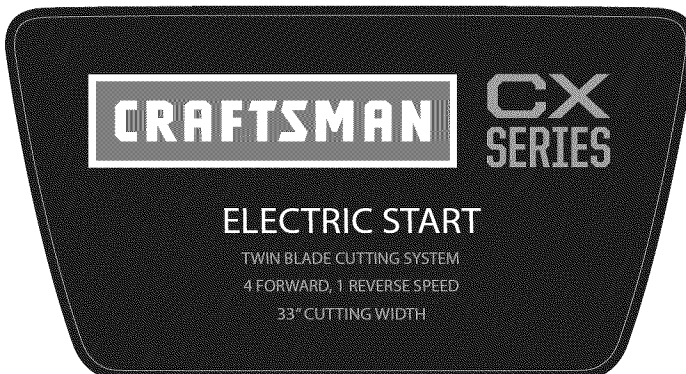 CRAFTSMAN
CX
SERIES
ELECTRIC START
TWIN BLADE CUTTING SYSTEM
4 FORWARD, 1 REVERSE SPEED
33" CUTTING WIDTH